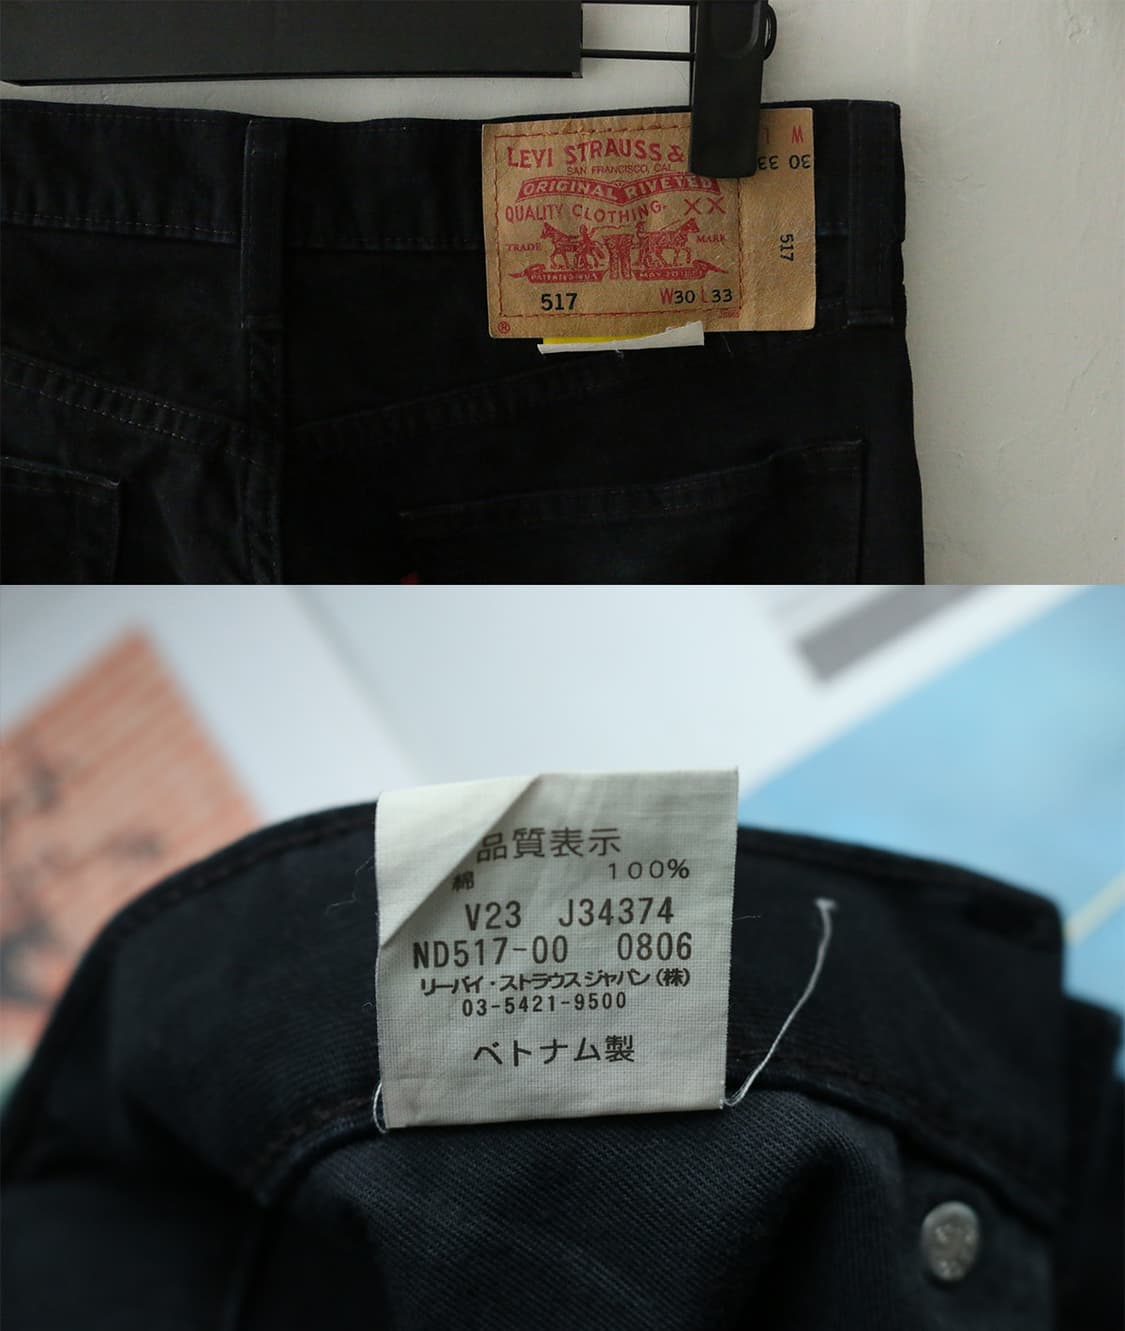 LEVI STRAUSS &
SAN FRANCISCO, CAL.
ORIGINAL RIVETED
QUALITY CLOTHING. XX
TRADE MARK
517 W30 L33
®
W L
30 33
517
品質表示
綿 100%
V23 J34374
ND517-00 0806
リーバイ・ストラウス ジャパン(株)
03-5421-9500
ベトナム製